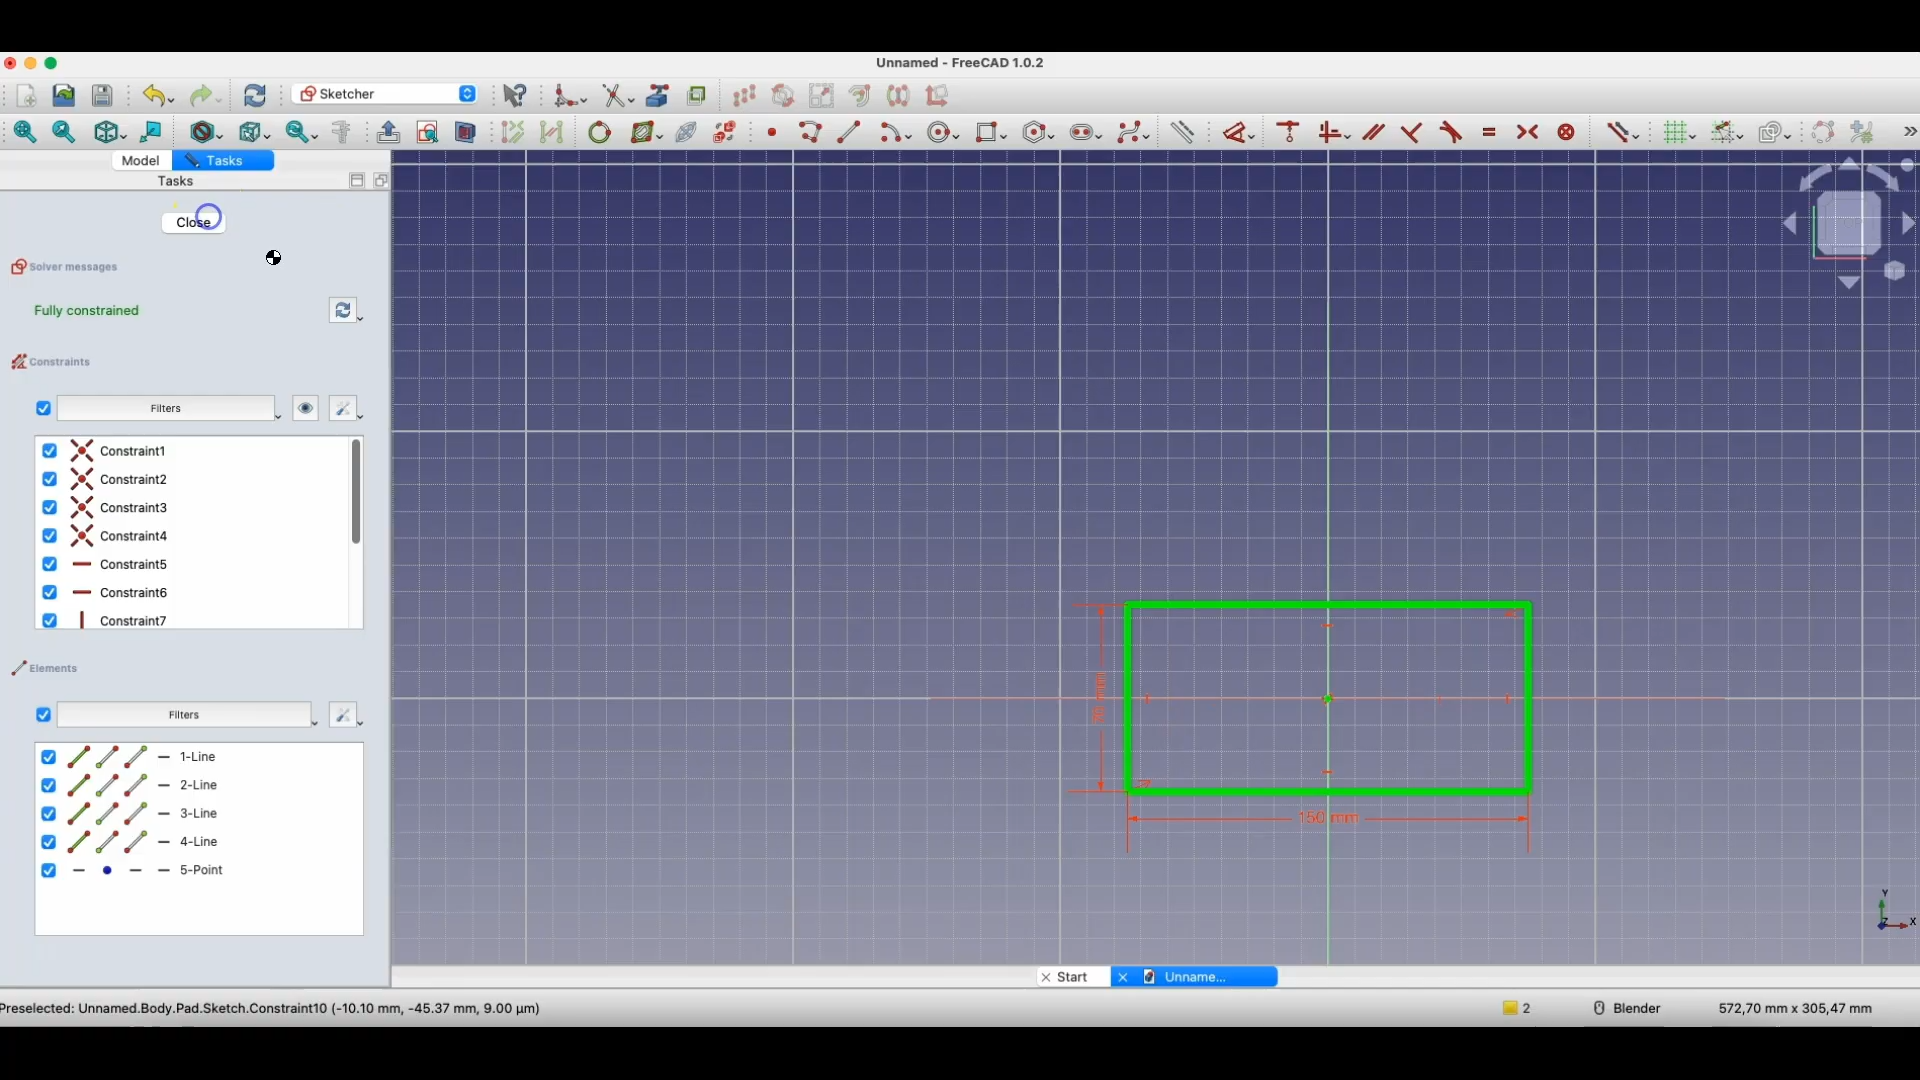 Unnamed - FreeCAD 1.0.2
Sketcher
Model
Tasks
Tasks
Close
Solver messages
Fully constrained
Constraints
Filters
Constraint1
Constraint2
Constraint3
Constraint4
Constraint5
Constraint6
Constraint7
Elements
Filters
1-Line
2-Line
3-Line
4-Line
5-Point
70 mm
150 mm
Y
Z
X
Start
Unname...
Preselected: Unnamed.Body.Pad.Sketch.Constraint10 (-10.10 mm, -45.37 mm, 9.00 µm)
2
Blender
572,70 mm x 305,47 mm